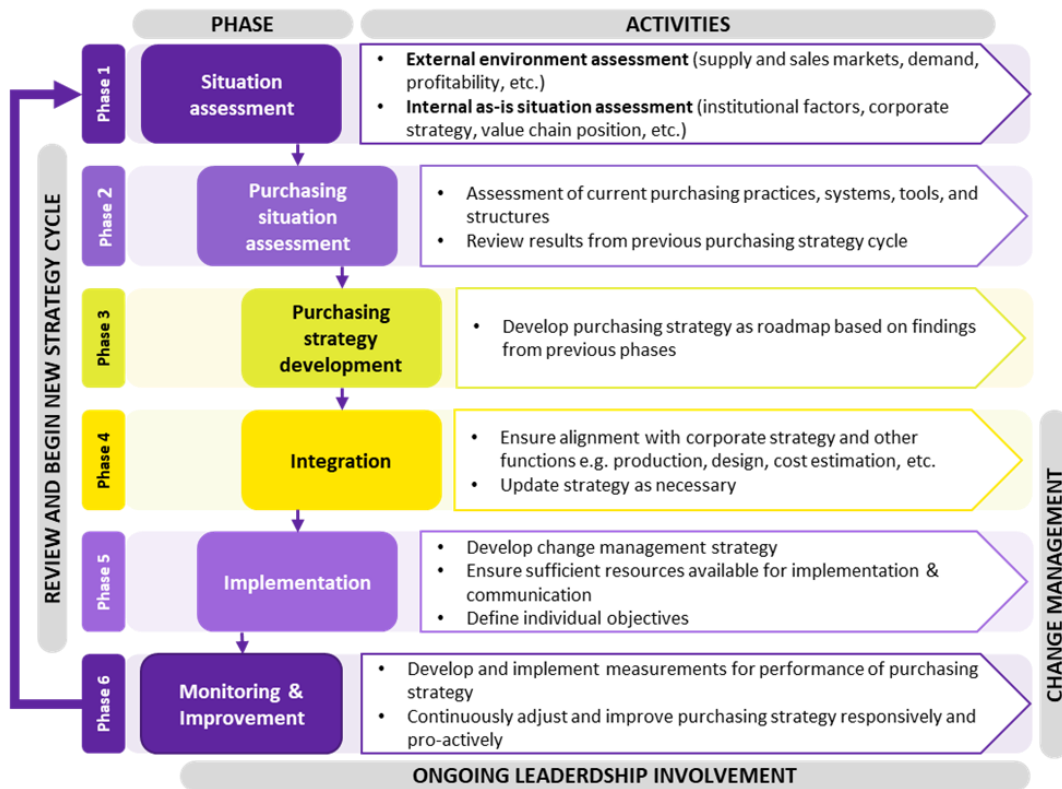 PHASE
ACTIVITIES
Phase 1
Situation
assessment
• External environment assessment (supply and sales markets, demand,
profitability, etc.)
• Internal as-is situation assessment (institutional factors, corporate
strategy, value chain position, etc.)
Phase 2
Purchasing
situation
assessment
• Assessment of current purchasing practices, systems, tools, and
structures
• Review results from previous purchasing strategy cycle
Phase 3
Purchasing
strategy
development
• Develop purchasing strategy as roadmap based on findings
from previous phases
Phase 4
Integration
• Ensure alignment with corporate strategy and other
functions e.g. production, design, cost estimation, etc.
• Update strategy as necessary
Phase 5
Implementation
• Develop change management strategy
• Ensure sufficient resources available for implementation &
communication
• Define individual objectives
Phase 6
Monitoring &
Improvement
• Develop and implement measurements for performance of purchasing
strategy
• Continuously adjust and improve purchasing strategy responsively and
pro-actively
REVIEW AND BEGIN NEW STRATEGY CYCLE
CHANGE MANAGEMENT
ONGOING LEADERDSHIP INVOLVEMENT